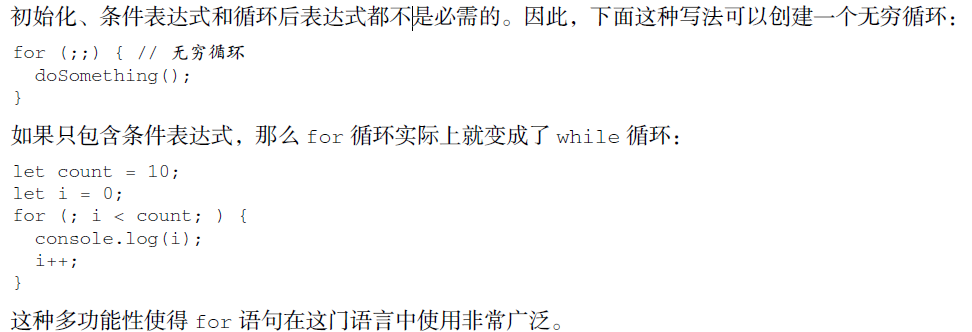 初始化、条件表达式和循环后表达式都不是必需的。因此，下面这种写法可以创建一个无穷循环：
for (;;) { // 无穷循环
  doSomething();
}
如果只包含条件表达式，那么 for 循环实际上就变成了 while 循环：
let count = 10;
let i = 0;
for (; i < count; ) {
  console.log(i);
  i++;
}
这种多功能性使得 for 语句在这门语言中使用非常广泛。